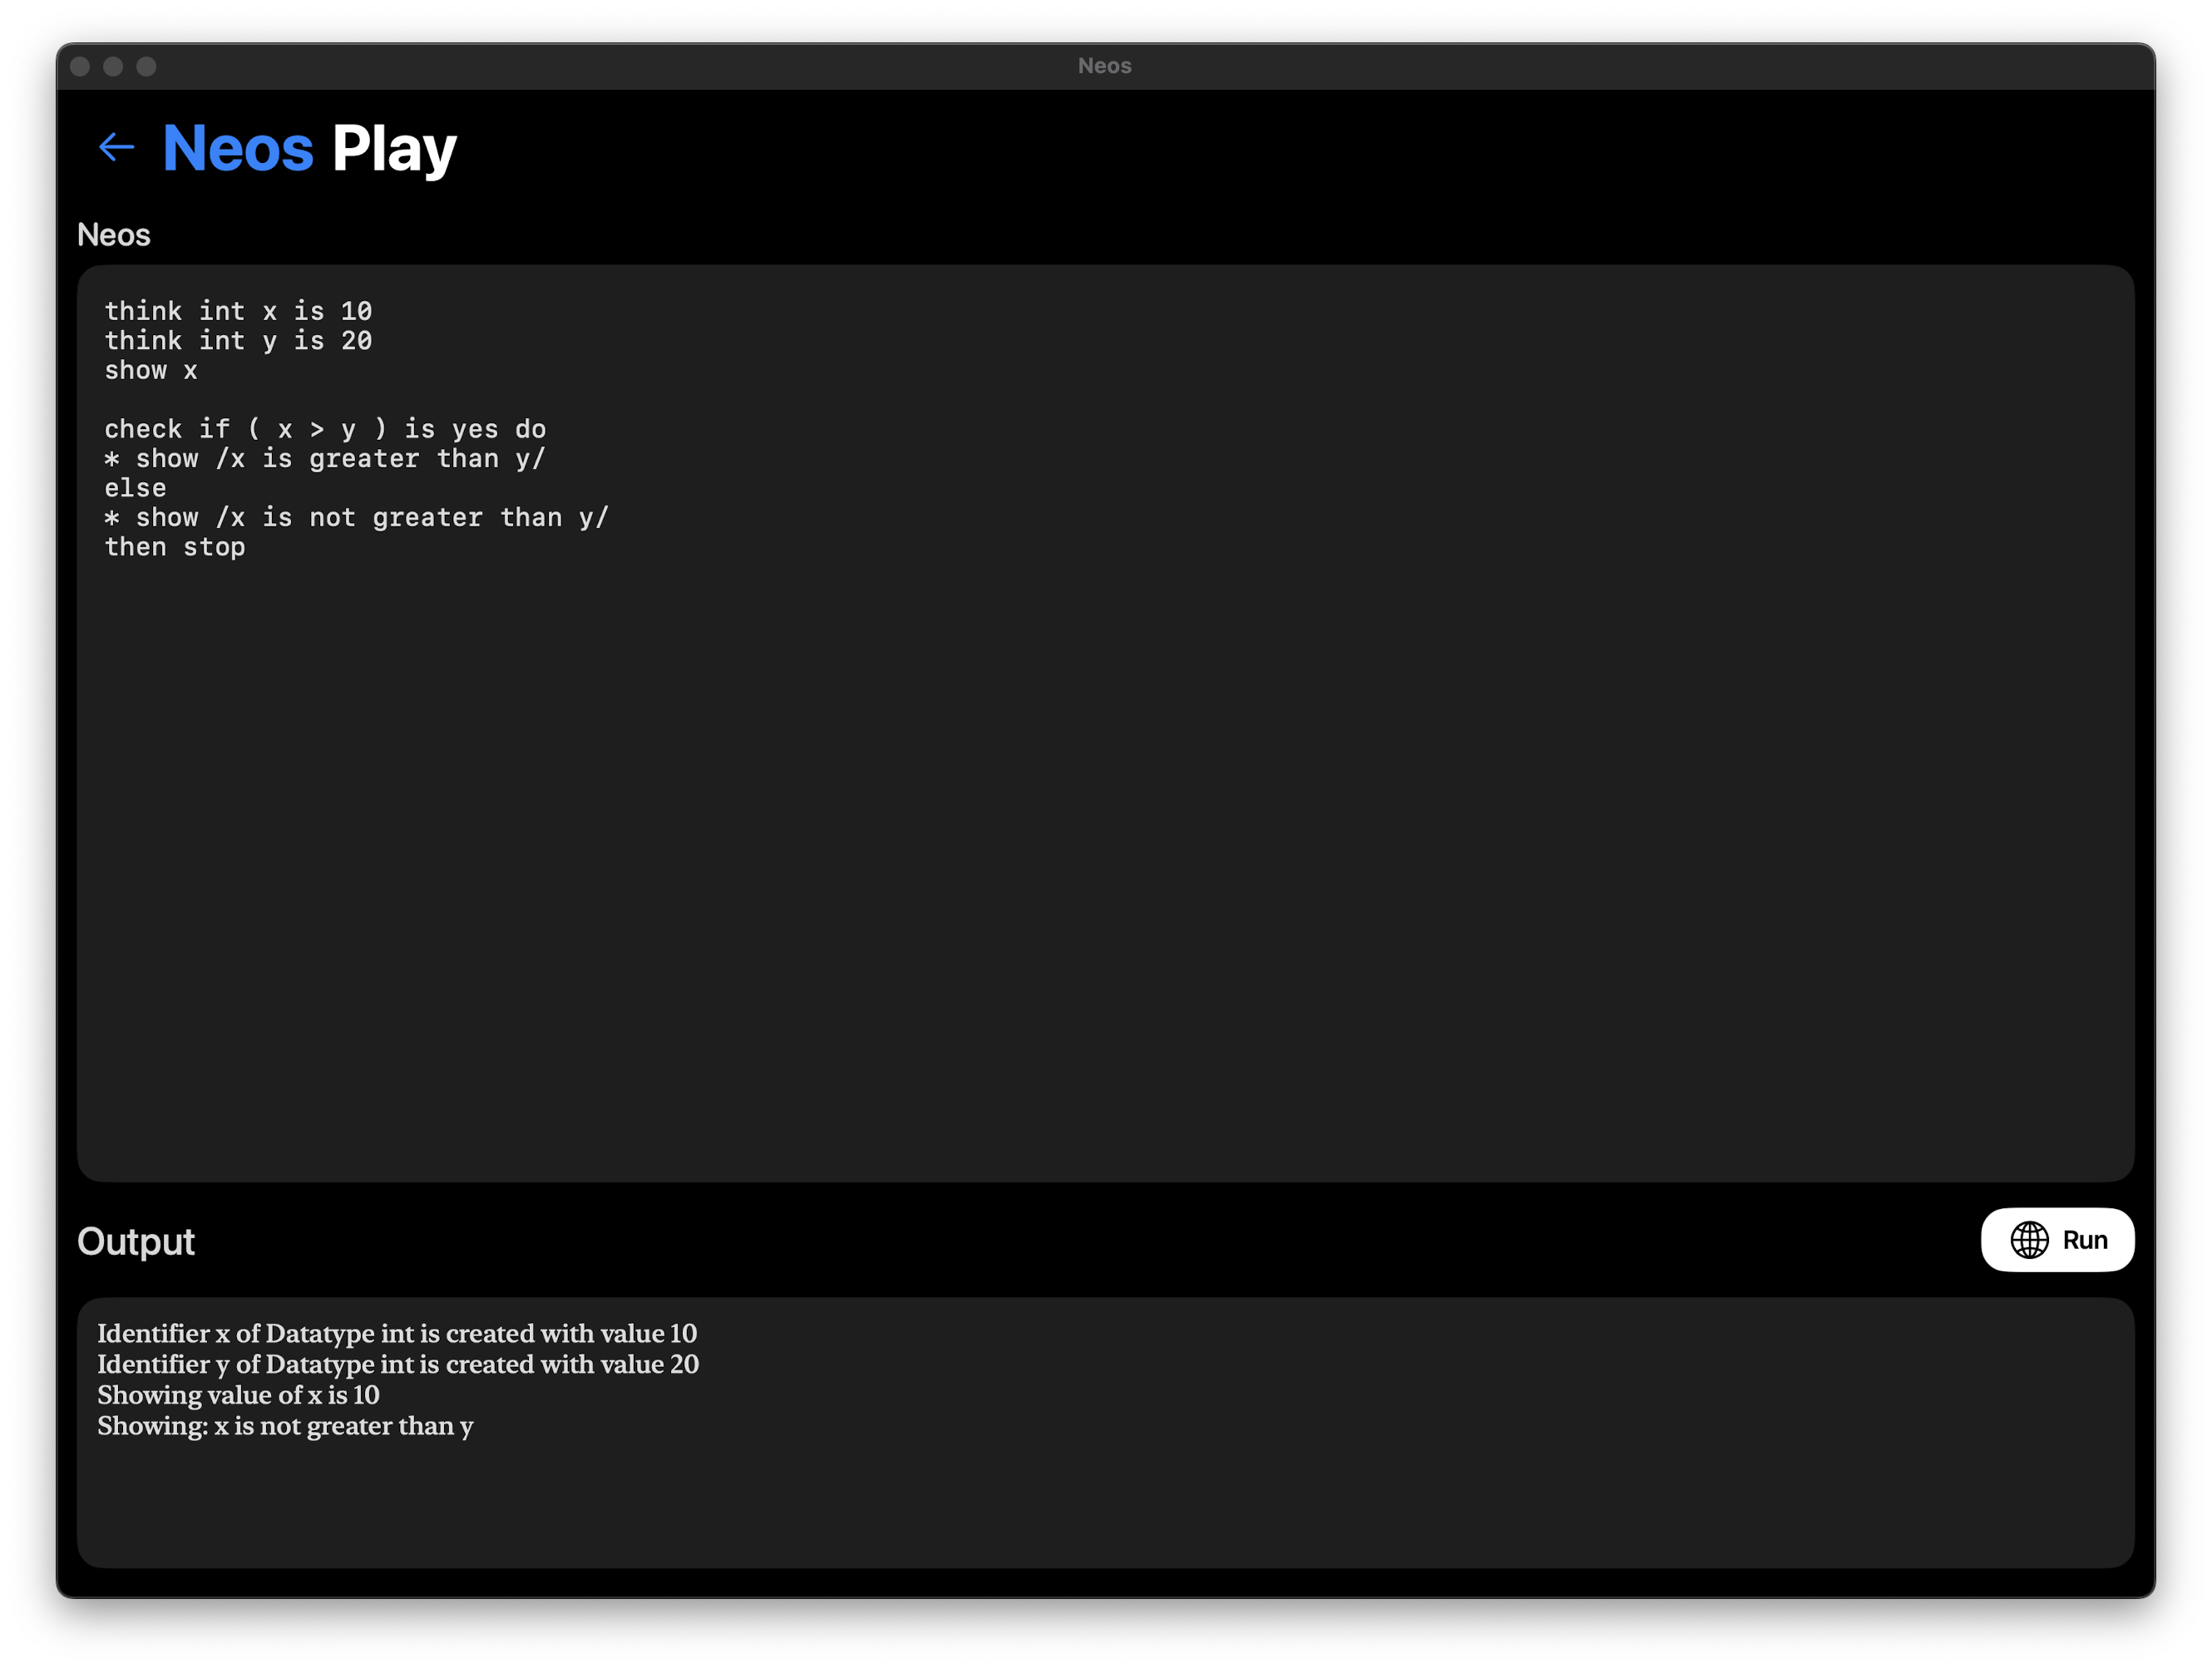 Neos
Neos Play
Neos
think int x is 10
think int y is 20
show x
check if ( x > y ) is yes do
* show /x is greater than y/
else
* show /x is not greater than y/
then stop
Output
Run
Identifier x of Datatype int is created with value 10
Identifier y of Datatype int is created with value 20
Showing value of x is 10
Showing: x is not greater than y